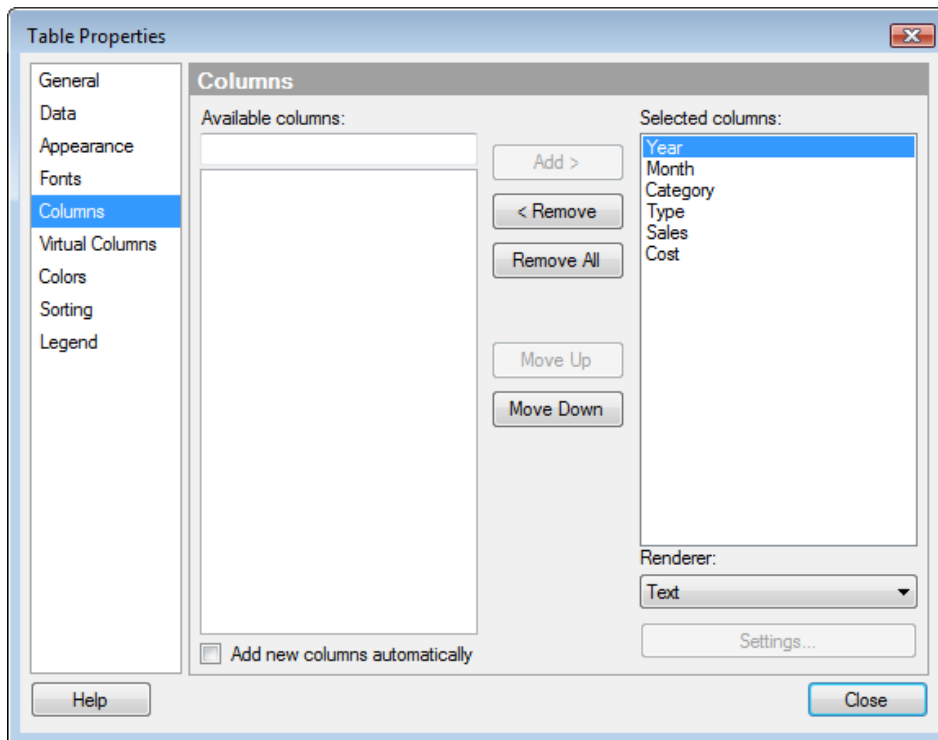 Table Properties
General
Data
Appearance
Fonts
Columns
Virtual Columns
Colors
Sorting
Legend
Columns
Available columns:
Add >
< Remove
Remove All
Move Up
Move Down
Add new columns automatically
Selected columns:
Year
Month
Category
Type
Sales
Cost
Renderer:
Text
Settings...
Help
Close